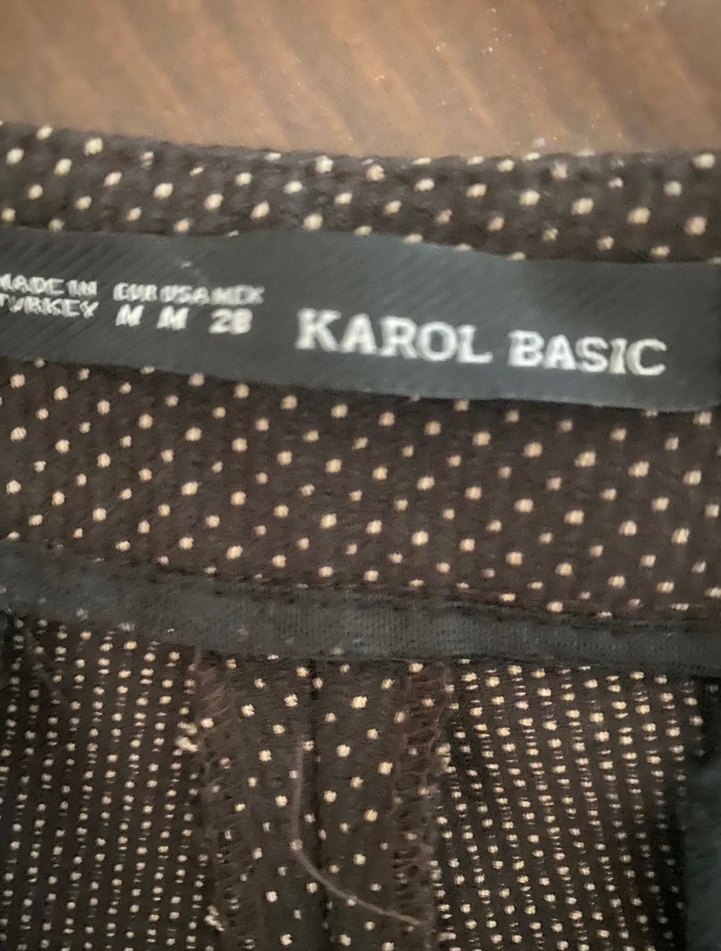 MADE IN
TURKEY
EUR USA MEX
M M 28
KAROL BASIC